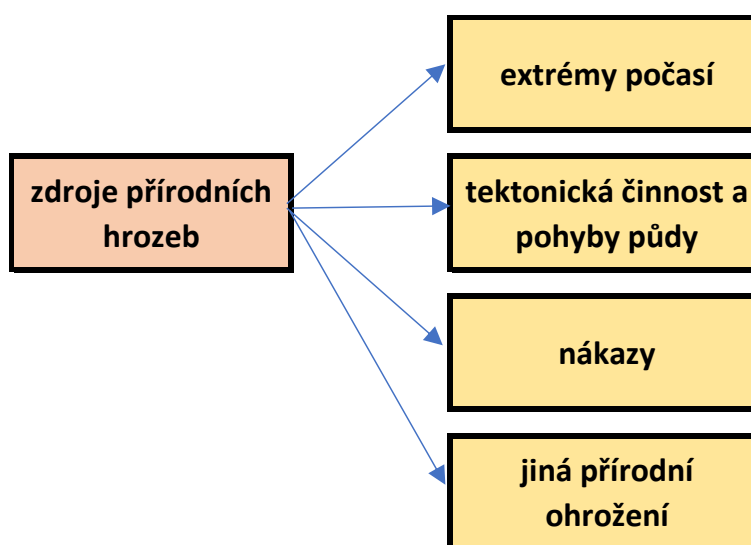 extrémy počasí
zdroje přírodních
hrozeb
tektonická činnost a
pohyby půdy
nákazy
jiná přírodní
ohrožení